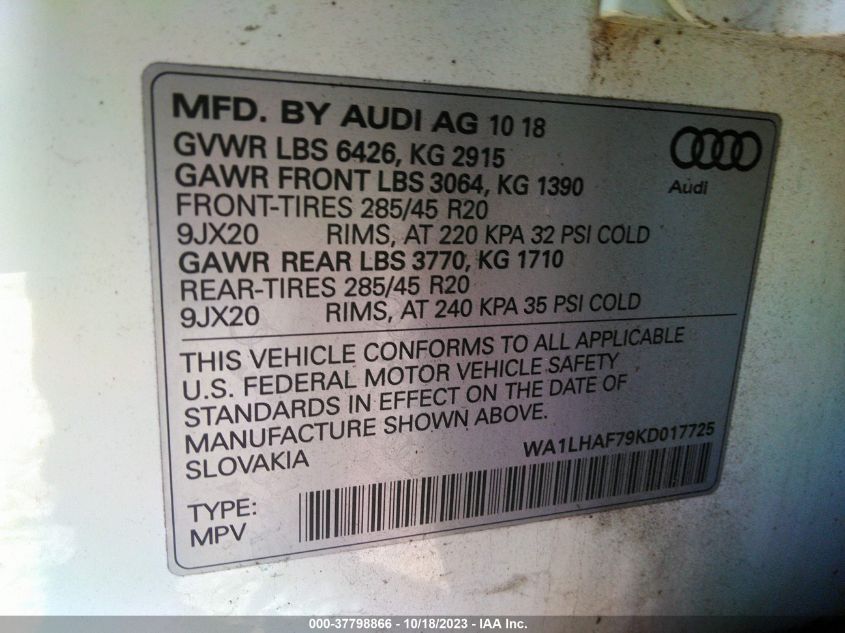 MFD. BY AUDI AG 10 18
GVWR LBS 6426, KG 2915
GAWR FRONT LBS 3064, KG 1390
FRONT-TIRES 285/45 R20
9JX20 RIMS, AT 220 KPA 32 PSI COLD
GAWR REAR LBS 3770, KG 1710
REAR-TIRES 285/45 R20
9JX20 RIMS, AT 240 KPA 35 PSI COLD
Audi
THIS VEHICLE CONFORMS TO ALL APPLICABLE
U.S. FEDERAL MOTOR VEHICLE SAFETY
STANDARDS IN EFFECT ON THE DATE OF
MANUFACTURE SHOWN ABOVE.
SLOVAKIA
WA1LHAF79KD017725
TYPE:
MPV
000-37798866 - 10/18/2023 - IAA Inc.